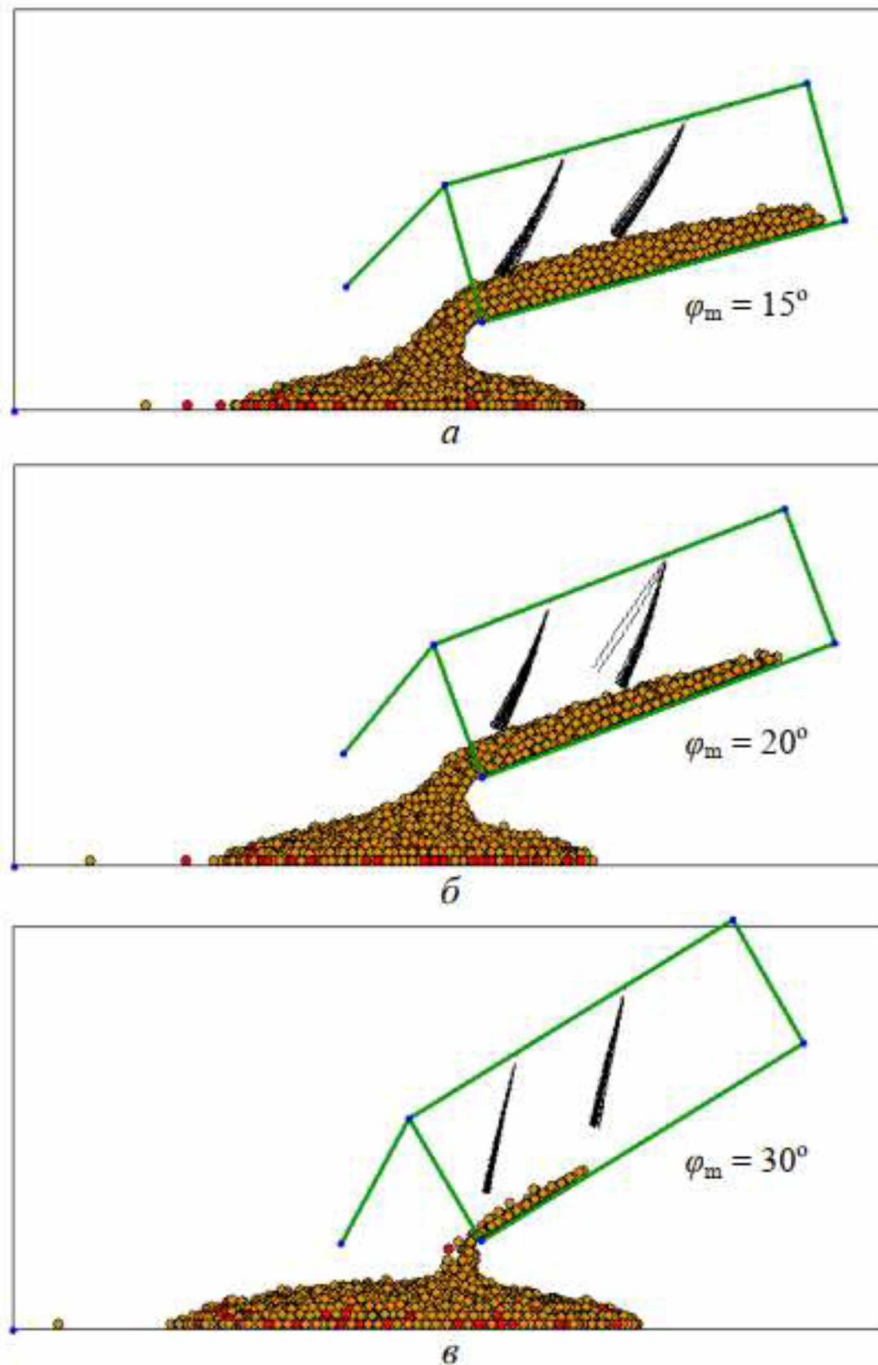 φm = 15°
а
φm = 20°
б
φm = 30°
в